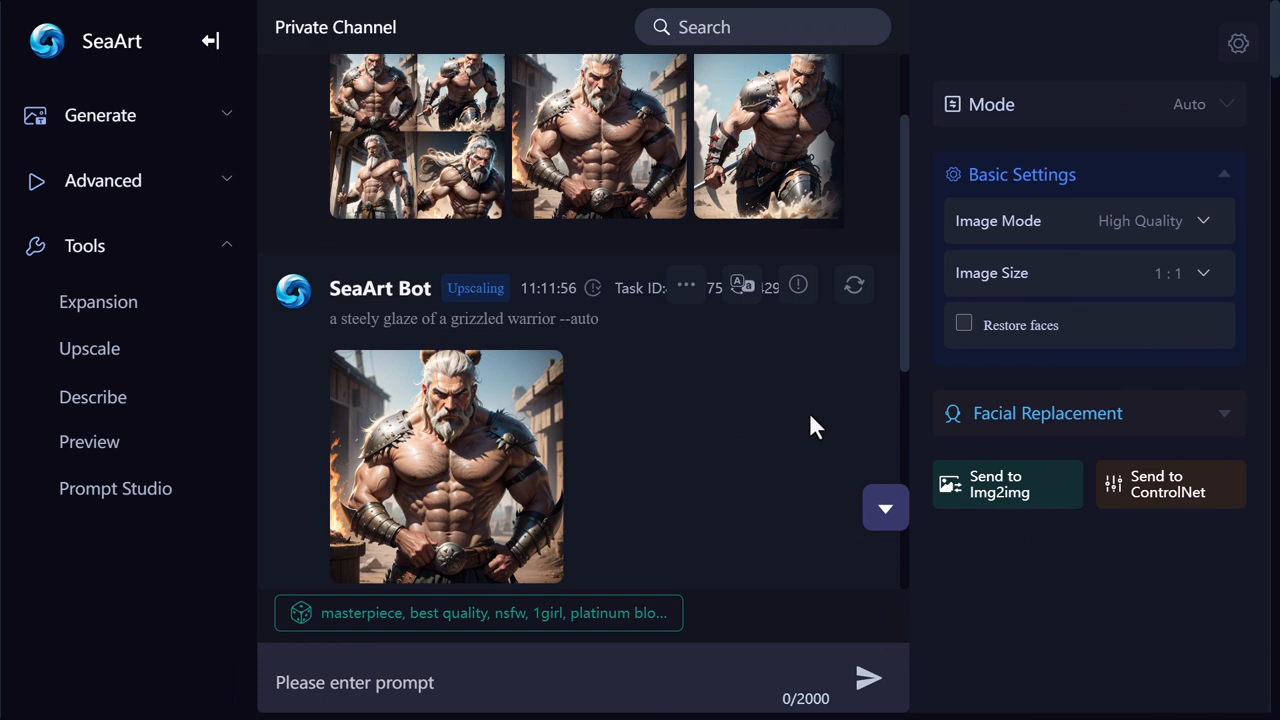 SeaArt
Generate
Advanced
Tools
Expansion
Upscale
Describe
Preview
Prompt Studio
Private Channel
Search
SeaArt Bot Upscaling 11:11:56 Task ID: 75 429
a steely glaze of a grizzled warrior --auto
masterpiece, best quality, nsfw, 1girl, platinum blo...
Please enter prompt
0/2000
Mode Auto
Basic Settings
Image Mode High Quality
Image Size 1 : 1
Restore faces
Facial Replacement
Send to
Img2img
Send to
ControlNet